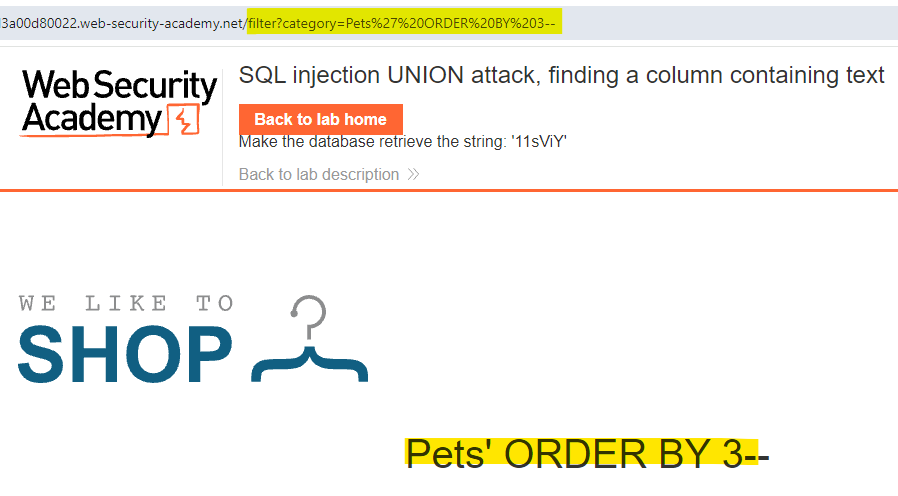 3a00d80022.web-security-academy.net/filter?category=Pets%27%20ORDER%20BY%203--
WebSecurity
Academy
SQL injection UNION attack, finding a column containing text
Back to lab home
Make the database retrieve the string: '11sViY'
Back to lab description
WE LIKE TO
SHOP
Pets' ORDER BY 3--